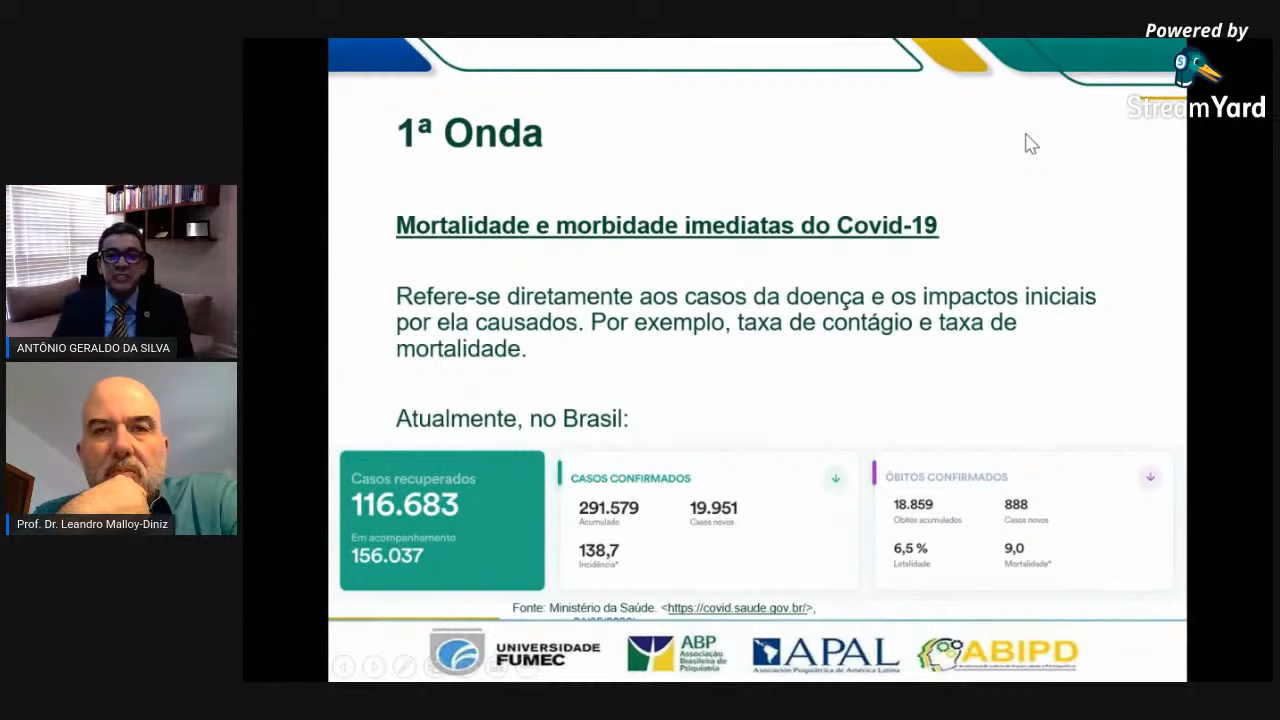 Powered by
StreamYard
1ª Onda
Mortalidade e morbidade imediatas do Covid-19
Refere-se diretamente aos casos da doença e os impactos iniciais
por ela causados. Por exemplo, taxa de contágio e taxa de
mortalidade.
Atualmente, no Brasil:
Casos recuperados
116.683
Em acompanhamento
156.037
CASOS CONFIRMADOS
291.579
Acumulado
19.951
Casos novos
138,7
Incidência*
ÓBITOS CONFIRMADOS
18.859
Óbitos acumulados
888
Casos novos
6,5 %
Letalidade
9,0
Mortalidade*
Fonte: Ministério da Saúde. <https://covid.saude.gov.br/>,
UNIVERSIDADE
FUMEC
ABP
Associação
Brasileira de
Psiquiatria
APAL
Asociación Psiquiátrica de América Latina
ABIPD
ANTÔNIO GERALDO DA SILVA
Prof. Dr. Leandro Malloy-Diniz